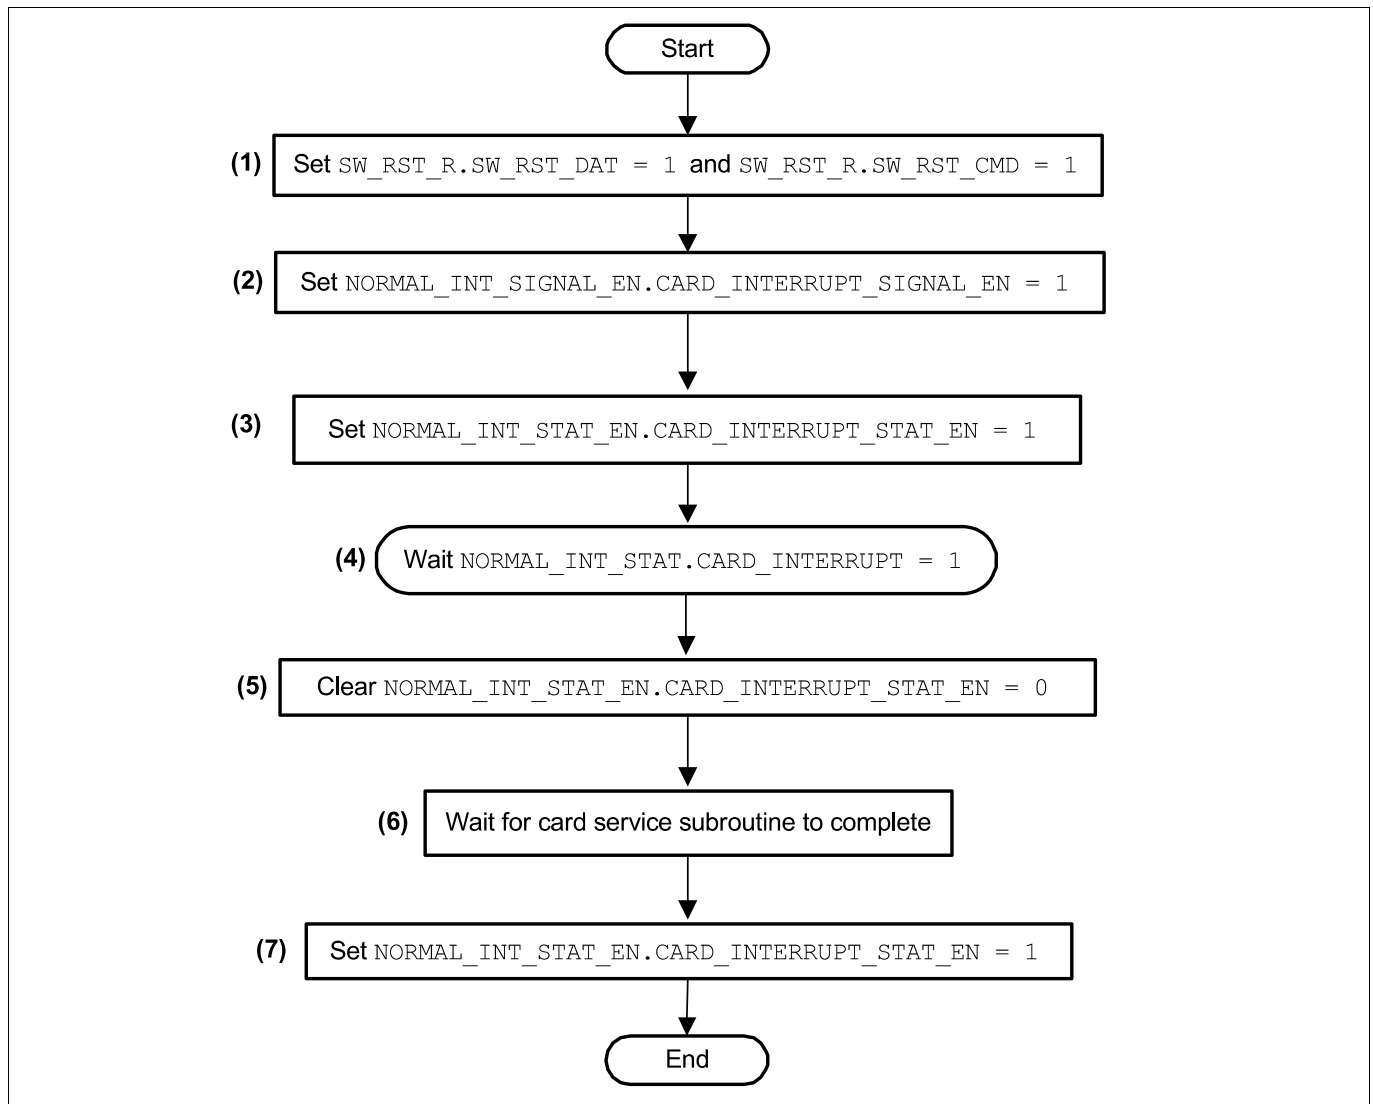 Start
(1) Set SW_RST_R.SW_RST_DAT = 1 and SW_RST_R.SW_RST_CMD = 1
(2) Set NORMAL_INT_SIGNAL_EN.CARD_INTERRUPT_SIGNAL_EN = 1
(3) Set NORMAL_INT_STAT_EN.CARD_INTERRUPT_STAT_EN = 1
(4) Wait NORMAL_INT_STAT.CARD_INTERRUPT = 1
(5) Clear NORMAL_INT_STAT_EN.CARD_INTERRUPT_STAT_EN = 0
(6) Wait for card service subroutine to complete
(7) Set NORMAL_INT_STAT_EN.CARD_INTERRUPT_STAT_EN = 1
End